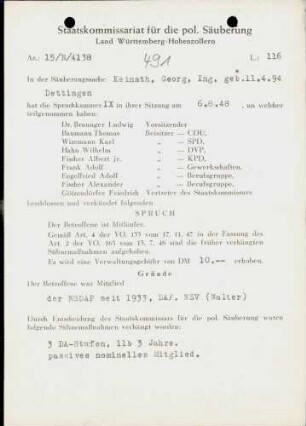 Staatskommissariat für die pol. Säuberung
Land Württemberg-Hohenzollern
Az.: 15/H/4138
491
L.: 116
In der Säuberungssache: Keinath, Georg, Ing. geb. 11.4.94
Dettingen
hat die Spruchkammer IX in ihrer Sitzung am 6.8.48, an welcher
teilgenommen haben:
Dr. Breuager Ludwig Vorsitzender
Baumann Thomas Beisitzer — CDU,
Wizemann Karl „ — SPD,
Hahn Wilhelm „ — DVP,
Fischer Albert jr. „ — KPD,
Frank Adolf „ — Gewerkschaften,
Engelfried Adolf „ — Berufsgruppe,
Fischer Alexander „ — Berufsgruppe,
Götzendörfer Friedrich Vertreter des Staatskommissars
beschlossen und verkündet folgenden
SPRUCH
Der Betroffene ist Mitläufer.
Gemäß Art. 4 der VO. 133 vom 17. 11. 47 in der Fassung des
Art. 2 der VO. 165 vom 13. 7. 48 sind die früher verhängten
Sühnemaßnahmen aufgehoben.
Es wird eine Verwaltungsgebühr von DM 10.-- erhoben.
Gründe
Der Betroffene war Mitglied
der NSDAP seit 1933, DAF. NSV (Walter)
Durch Entscheidung des Staatskommissars für die pol. Säuberung waren
folgende Sühnemaßnahmen verhängt worden:
3 DA-Stufen, 11b 3 Jahre.
passives nominelles Mitglied.